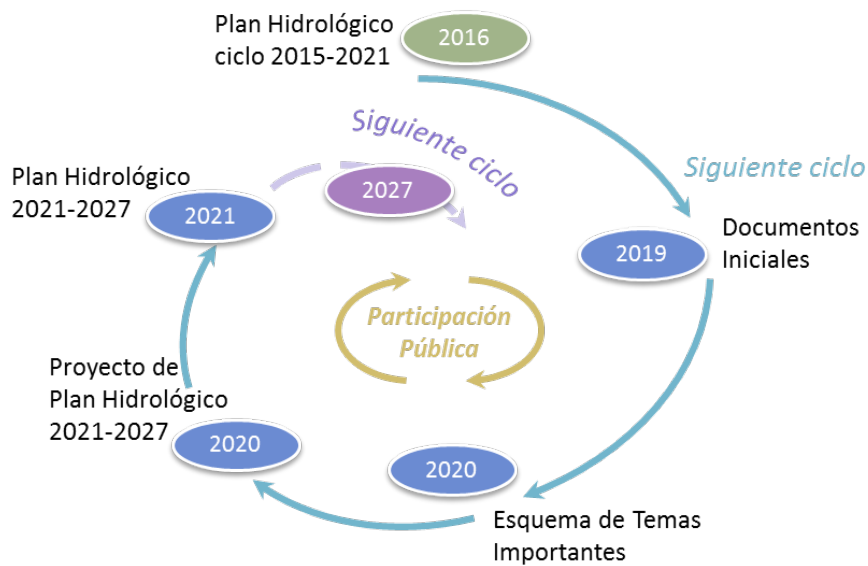 Plan Hidrológico
ciclo 2015-2021
2016
Siguiente ciclo
Siguiente ciclo
Plan Hidrológico
2021-2027
2021
2027
2019
Documentos
Iniciales
Participación
Pública
Proyecto de
Plan Hidrológico
2021-2027
2020
2020
Esquema de Temas
Importantes